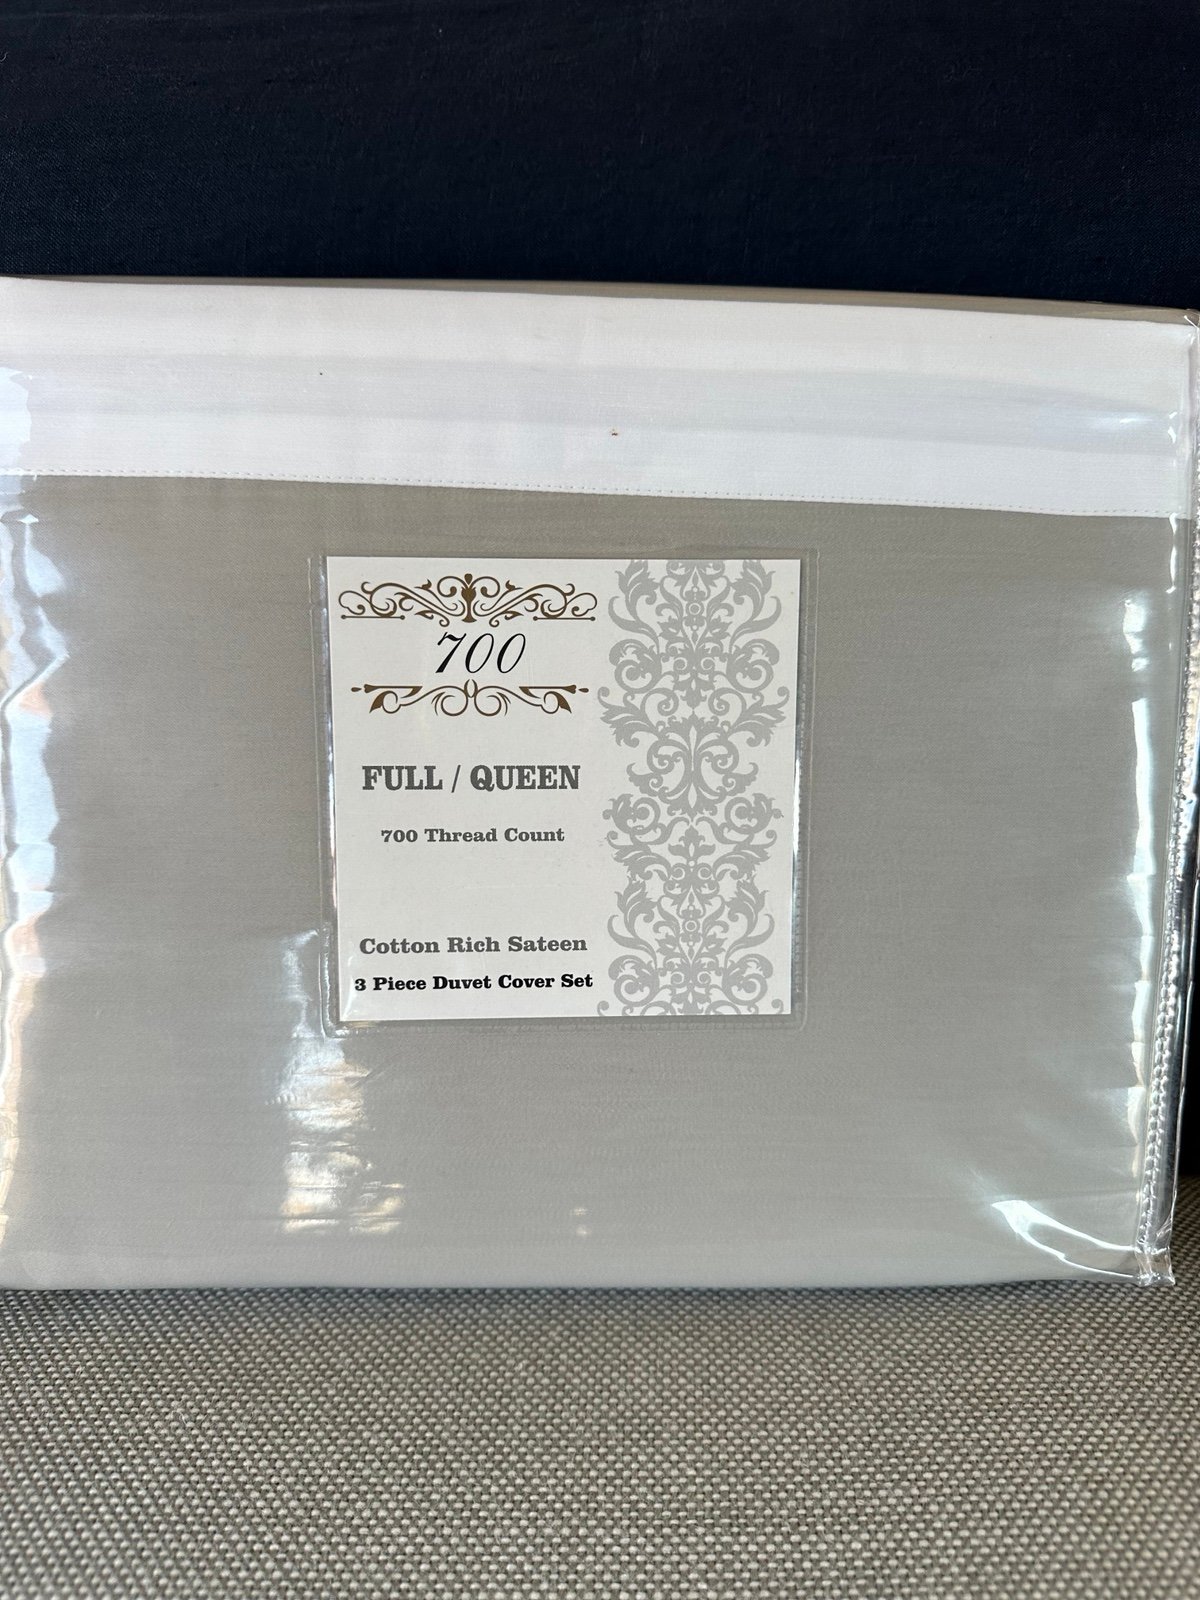 700
FULL / QUEEN
700 Thread Count
Cotton Rich Sateen
3 Piece Duvet Cover Set